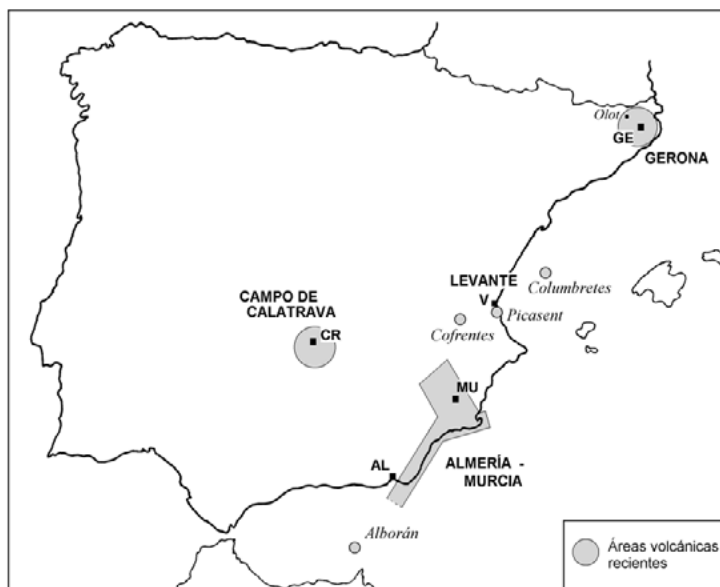 Olot
GE
GERONA
LEVANTE
V
Columbretes
Picasent
Cofrentes
CAMPO DE
CALATRAVA
CR
MU
AL
ALMERÍA -
MURCIA
Alborán
Áreas volcánicas
recientes